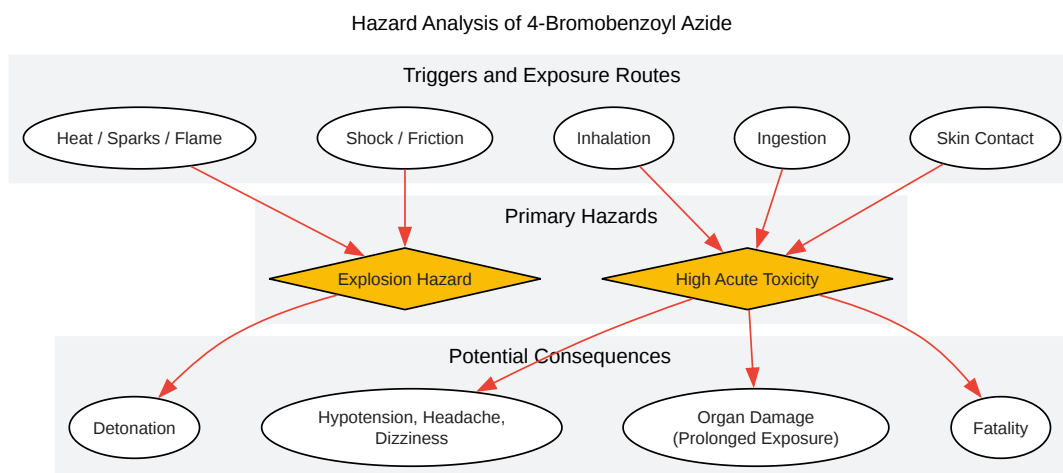 Hazard Analysis of 4-Bromobenzoyl Azide
Triggers and Exposure Routes
Heat / Sparks / Flame
Shock / Friction
Inhalation
Ingestion
Skin Contact
Primary Hazards
Explosion Hazard
High Acute Toxicity
Potential Consequences
Detonation
Hypotension, Headache,
Dizziness
Organ Damage
(Prolonged Exposure)
Fatality